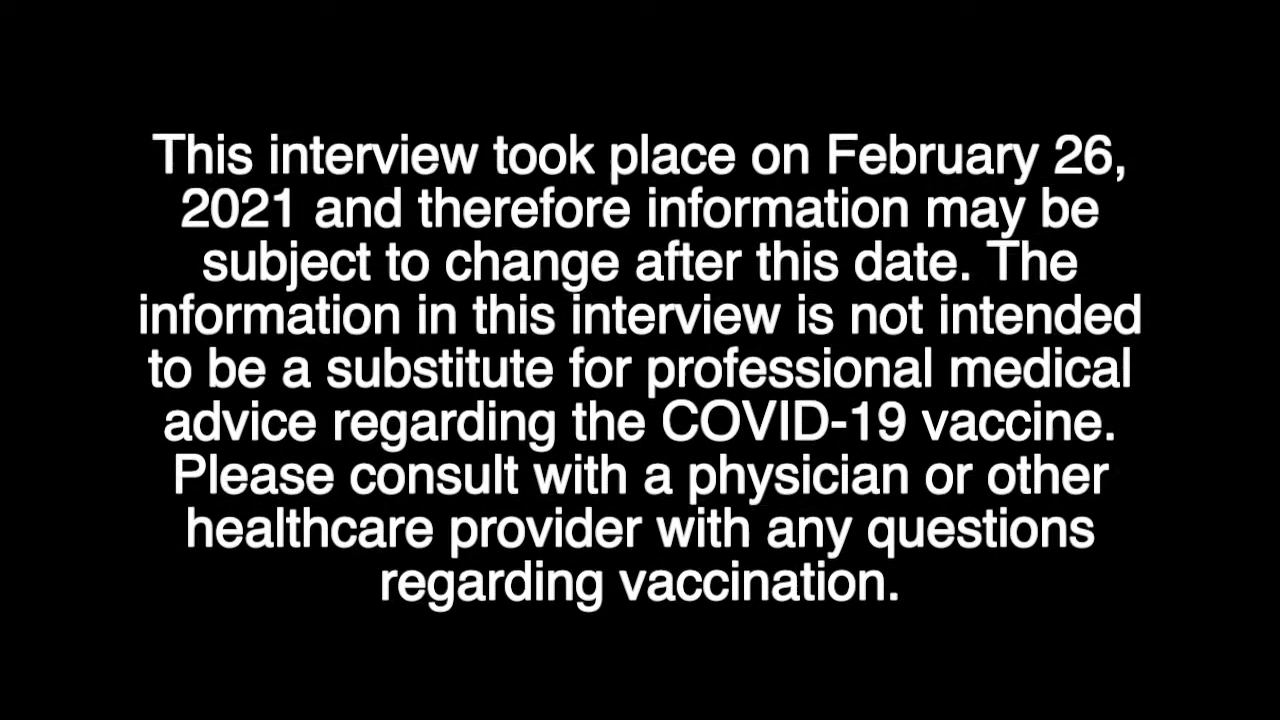 This interview took place on February 26,
2021 and therefore information may be
subject to change after this date. The
information in this interview is not intended
to be a substitute for professional medical
advice regarding the COVID-19 vaccine.
Please consult with a physician or other
healthcare provider with any questions
regarding vaccination.